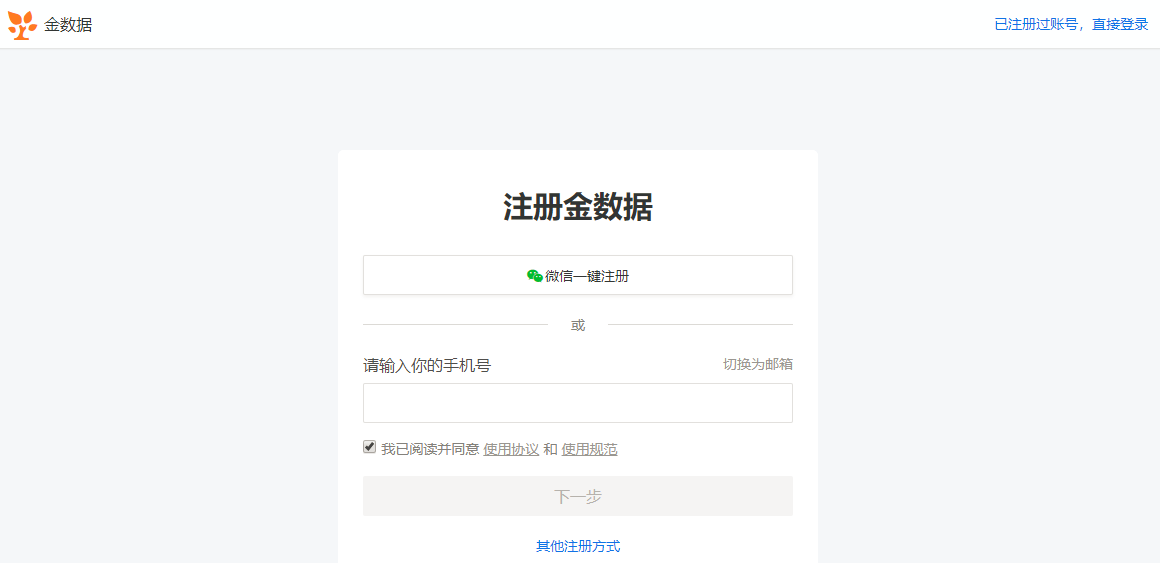 金数据
已注册过账号，直接登录
注册金数据
微信一键注册
或
请输入你的手机号 切换为邮箱
我已阅读并同意 使用协议 和 使用规范
下一步
其他注册方式